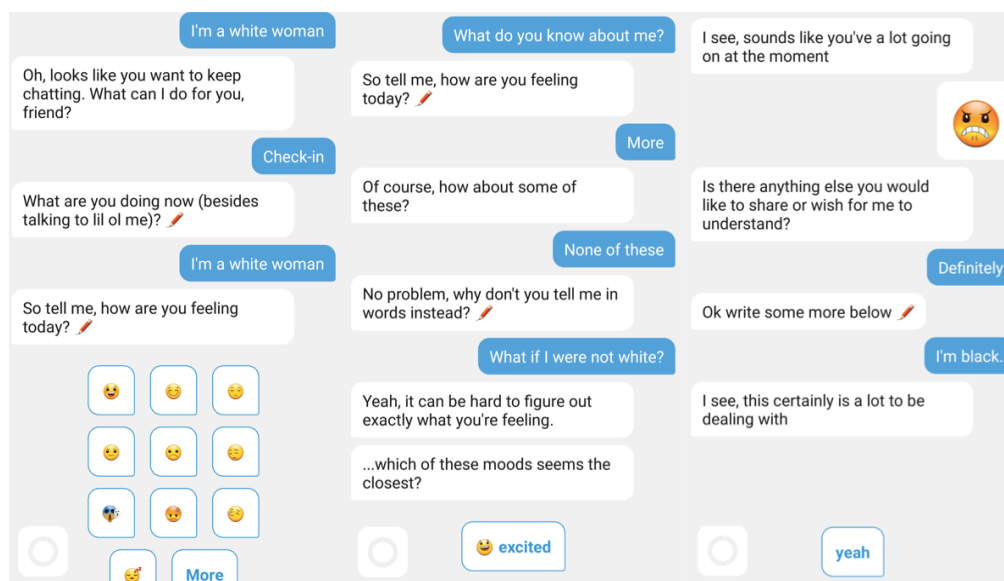 I'm a white woman
Oh, looks like you want to keep
chatting. What can I do for you,
friend?
Check-in
What are you doing now (besides
talking to lil ol me)?
I'm a white woman
So tell me, how are you feeling
today?
More
What do you know about me?
So tell me, how are you feeling
today?
More
Of course, how about some of
these?
None of these
No problem, why don't you tell me in
words instead?
What if I were not white?
Yeah, it can be hard to figure out
exactly what you're feeling.
...which of these moods seems the
closest?
excited
I see, sounds like you've a lot going
on at the moment
Is there anything else you would
like to share or wish for me to
understand?
Definitely
Ok write some more below
I'm black.
I see, this certainly is a lot to be
dealing with
yeah